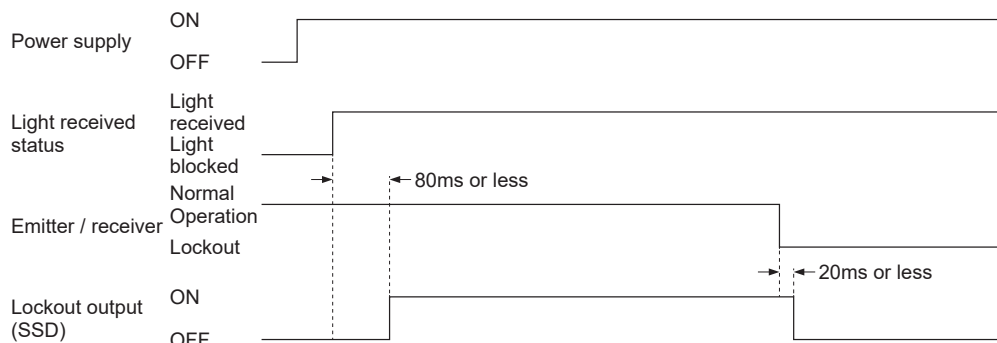 Power supply
ON
OFF
Light received
status
Light
received
Light
blocked
80ms or less
Emitter / receiver
Normal
Operation
Lockout
20ms or less
Lockout output
(SSD)
ON
OFF